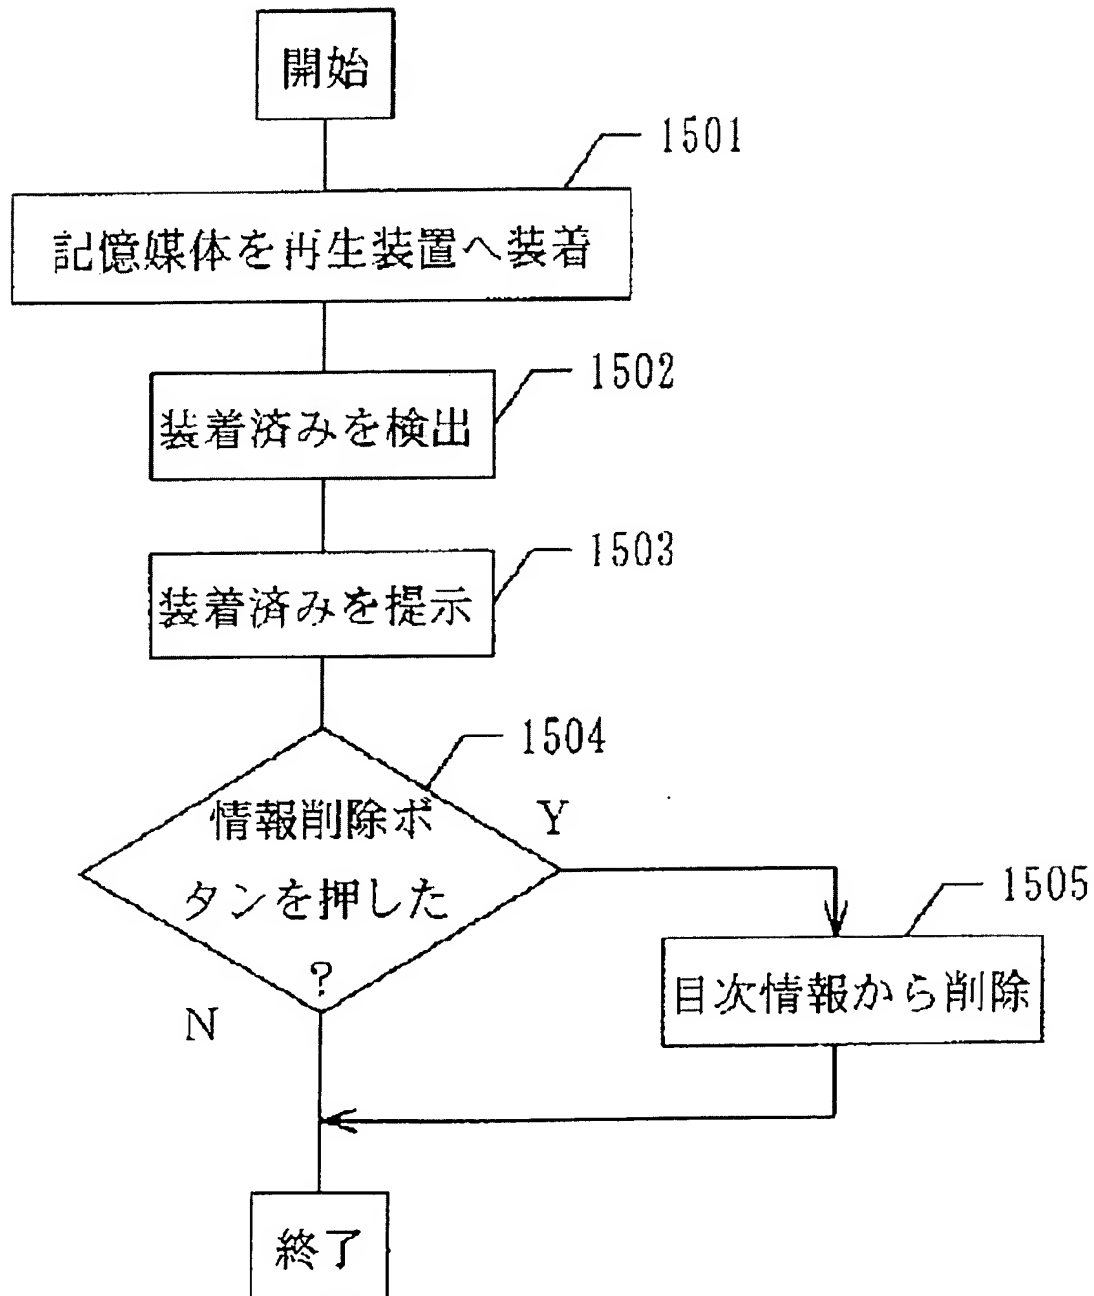 開始
1501
記憶媒体を再生装置へ装着
1502
装着済みを検出
1503
装着済みを提示
1504
情報削除ボ
タンを押した
?
Y
N
1505
目次情報から削除
終了